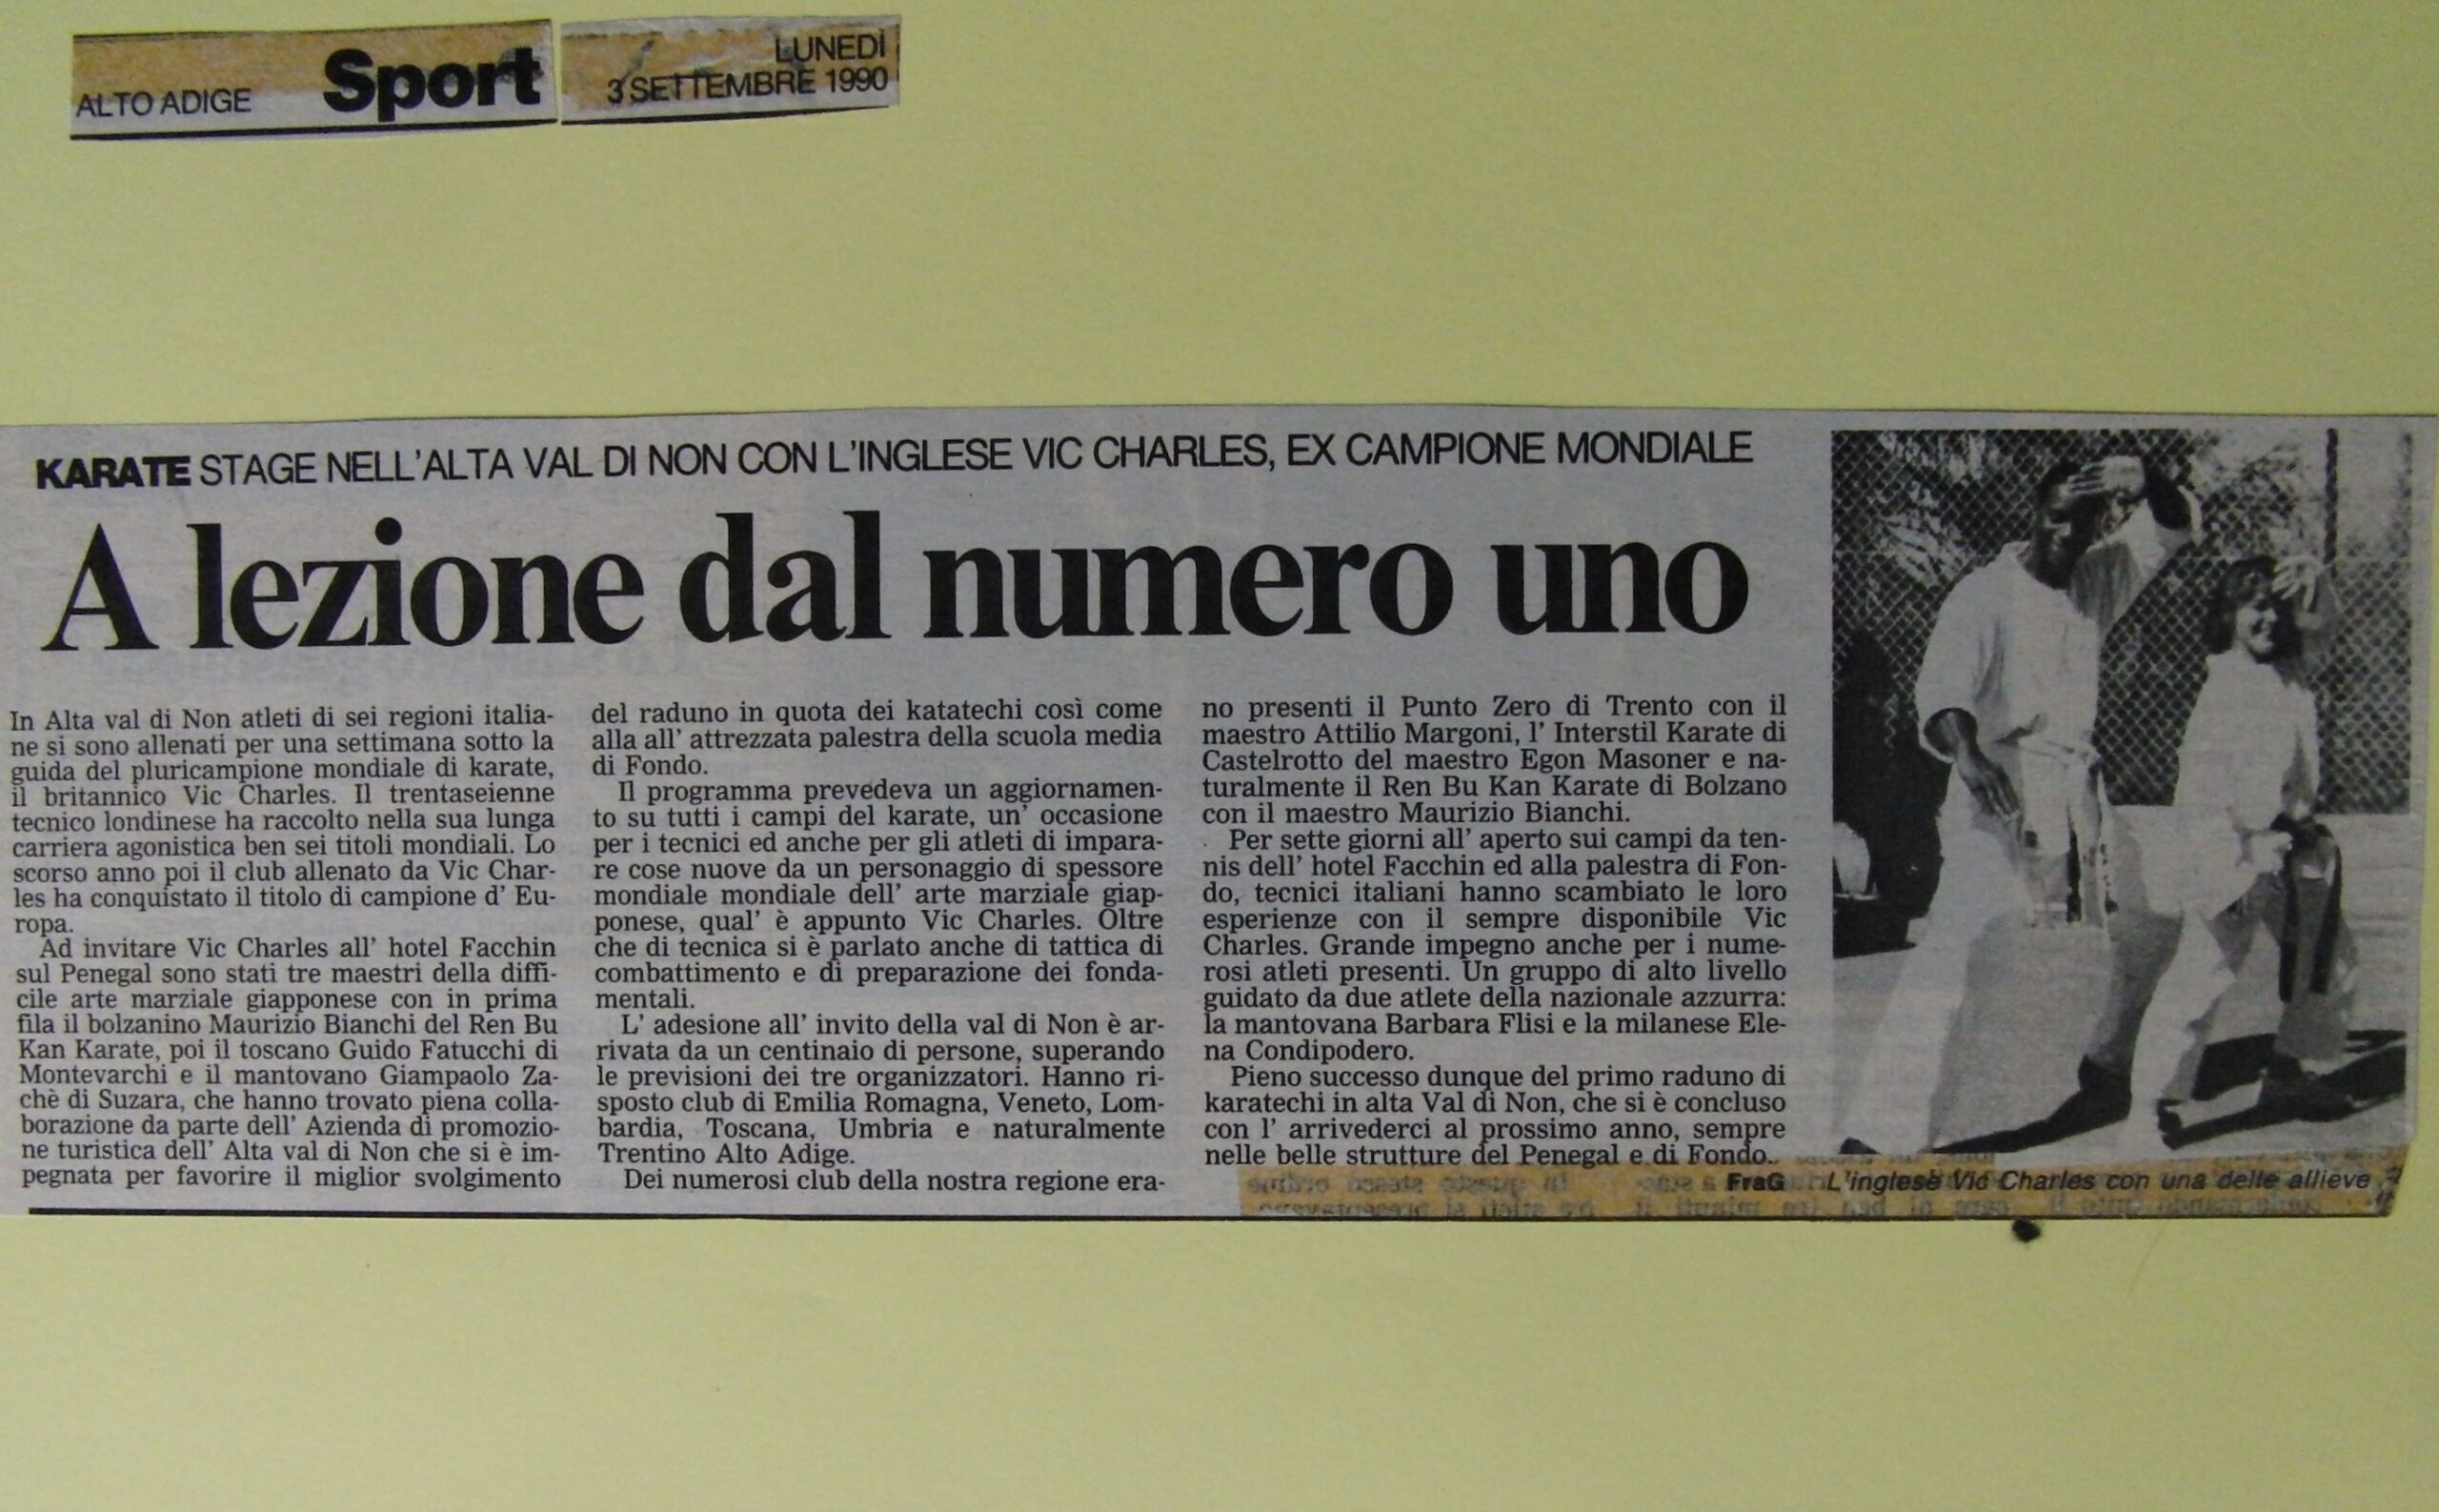 ALTO ADIGE Sport LUNEDÌ
3 SETTEMBRE 1990
KARATE STAGE NELL'ALTA VAL DI NON CON L'INGLESE VIC CHARLES, EX CAMPIONE MONDIALE
A lezione dal numero uno
In Alta val di Non atleti di sei regioni italia-
ne si sono allenati per una settimana sotto la
guida del pluricampione mondiale di karate,
il britannico Vic Charles. Il trentaseienne
tecnico londinese ha raccolto nella sua lunga
carriera agonistica ben sei titoli mondiali. Lo
scorso anno poi il club allenato da Vic Char-
les ha conquistato il titolo di campione d' Eu-
ropa.
Ad invitare Vic Charles all' hotel Facchin
sul Penegal sono stati tre maestri della diffi-
cile arte marziale giapponese con in prima
fila il bolzanino Maurizio Bianchi del Ren Bu
Kan Karate, poi il toscano Guido Fatucchi di
Montevarchi e il mantovano Giampaolo Za-
chè di Suzara, che hanno trovato piena colla-
borazione da parte dell' Azienda di promozio-
ne turistica dell' Alta val di Non che si è im-
pegnata per favorire il miglior svolgimento
del raduno in quota dei katatechi così come
alla all' attrezzata palestra della scuola media
di Fondo.
Il programma prevedeva un aggiornamen-
to su tutti i campi del karate, un' occasione
per i tecnici ed anche per gli atleti di impara-
re cose nuove da un personaggio di spessore
mondiale mondiale dell' arte marziale giap-
ponese, qual' è appunto Vic Charles. Oltre
che di tecnica si è parlato anche di tattica di
combattimento e di preparazione dei fonda-
mentali.
L' adesione all' invito della val di Non è ar-
rivata da un centinaio di persone, superando
le previsioni dei tre organizzatori. Hanno ri-
sposto club di Emilia Romagna, Veneto, Lom-
bardia, Toscana, Umbria e naturalmente
Trentino Alto Adige.
Dei numerosi club della nostra regione era-
no presenti il Punto Zero di Trento con il
maestro Attilio Margoni, l' Interstil Karate di
Castelrotto del maestro Egon Masoner e na-
turalmente il Ren Bu Kan Karate di Bolzano
con il maestro Maurizio Bianchi.
Per sette giorni all' aperto sui campi da ten-
nis dell' hotel Facchin ed alla palestra di Fon-
do, tecnici italiani hanno scambiato le loro
esperienze con il sempre disponibile Vic
Charles. Grande impegno anche per i nume-
rosi atleti presenti. Un gruppo di alto livello
guidato da due atlete della nazionale azzurra:
la mantovana Barbara Flisi e la milanese Ele-
na Condipodero.
Pieno successo dunque del primo raduno di
karatechi in alta Val di Non, che si è concluso
con l' arrivederci al prossimo anno, sempre
nelle belle strutture del Penegal e di Fondo.
FraG
L'inglese Vic Charles con una delle allieve